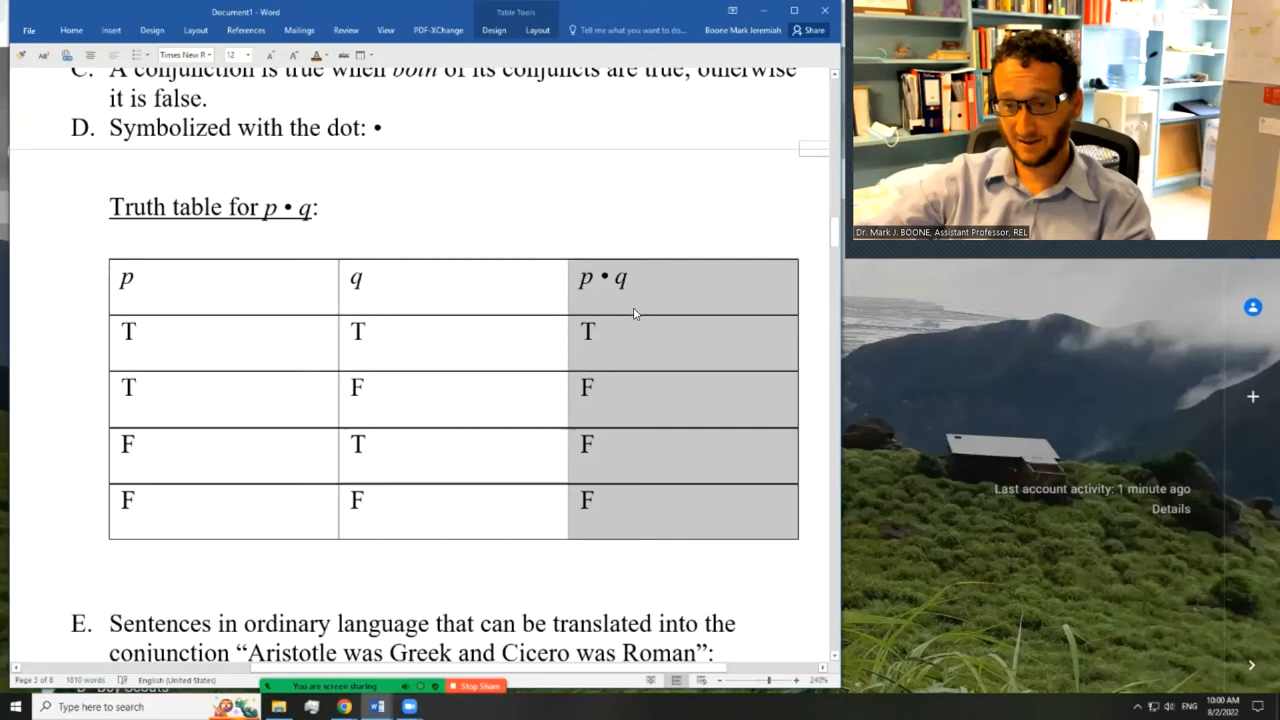 Document1 - Word
Table Tools
File Home Insert Design Layout References Mailings Review View PDF-XChange Design Layout Tell me what you want to do... Boone Mark Jeremiah Share
Times New R 12
C. A conjunction is true when both of its conjuncts are true, otherwise
it is false.
D. Symbolized with the dot: •
Truth table for p • q:
p q p • q
T T T
T F F
F T F
F F F
E. Sentences in ordinary language that can be translated into the
conjunction “Aristotle was Greek and Cicero was Roman”:
Page 3 of 8 1810 words English (United States) 240%
Dr. Mark J. BOONE, Assistant Professor, REL
Last account activity: 1 minute ago
Details
You are screen sharing Stop Share
Type here to search
ENG
10:00 AM
8/2/2022